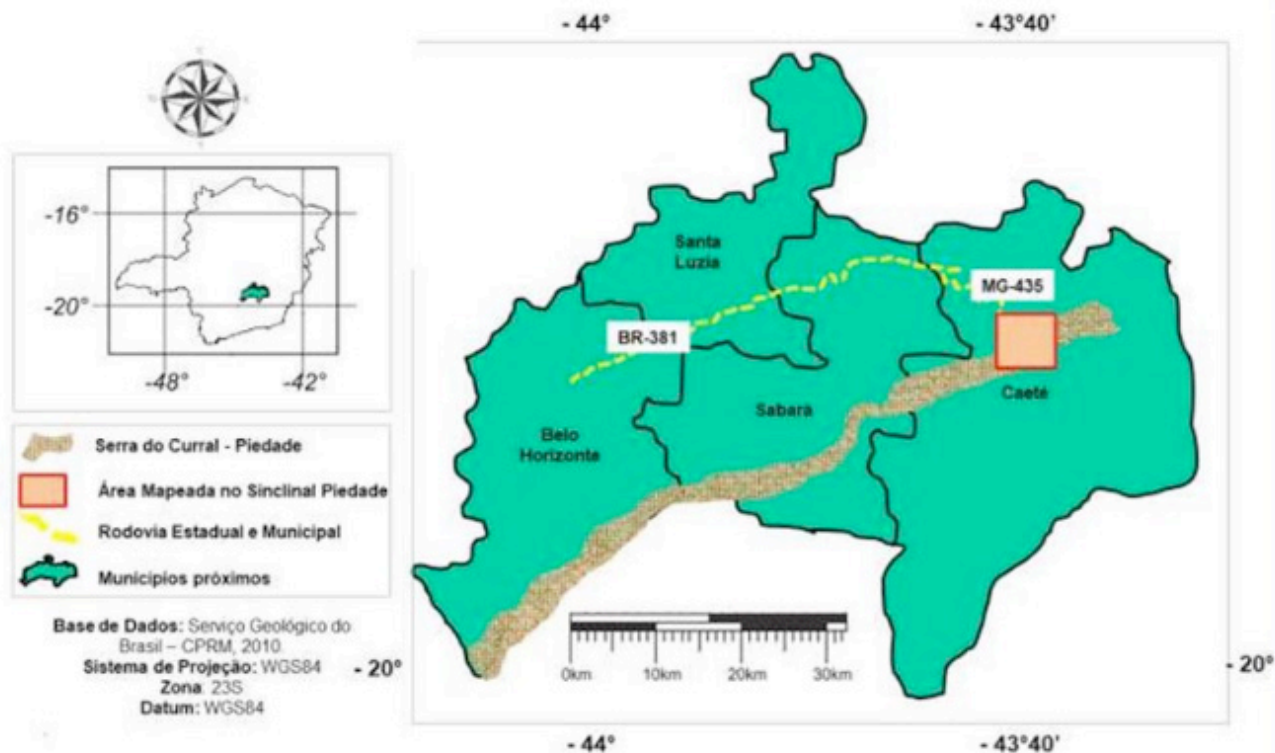 - 44°
- 43°40'
-16°
-20°
-48°
-42°
Serra do Curral - Piedade
Área Mapeada no Sinclinal Piedade
Rodovia Estadual e Municipal
Municípios próximos
Base de Dados: Serviço Geológico do
Brasil – CPRM, 2010.
Sistema de Projeção: WGS84
Zona: 23S
Datum: WGS84
- 20°
Santa
Luzia
MG-435
BR-381
Caeté
Sabará
Belo
Horizonte
0km 10km 20km 30km
- 20°
- 44°
- 43°40'